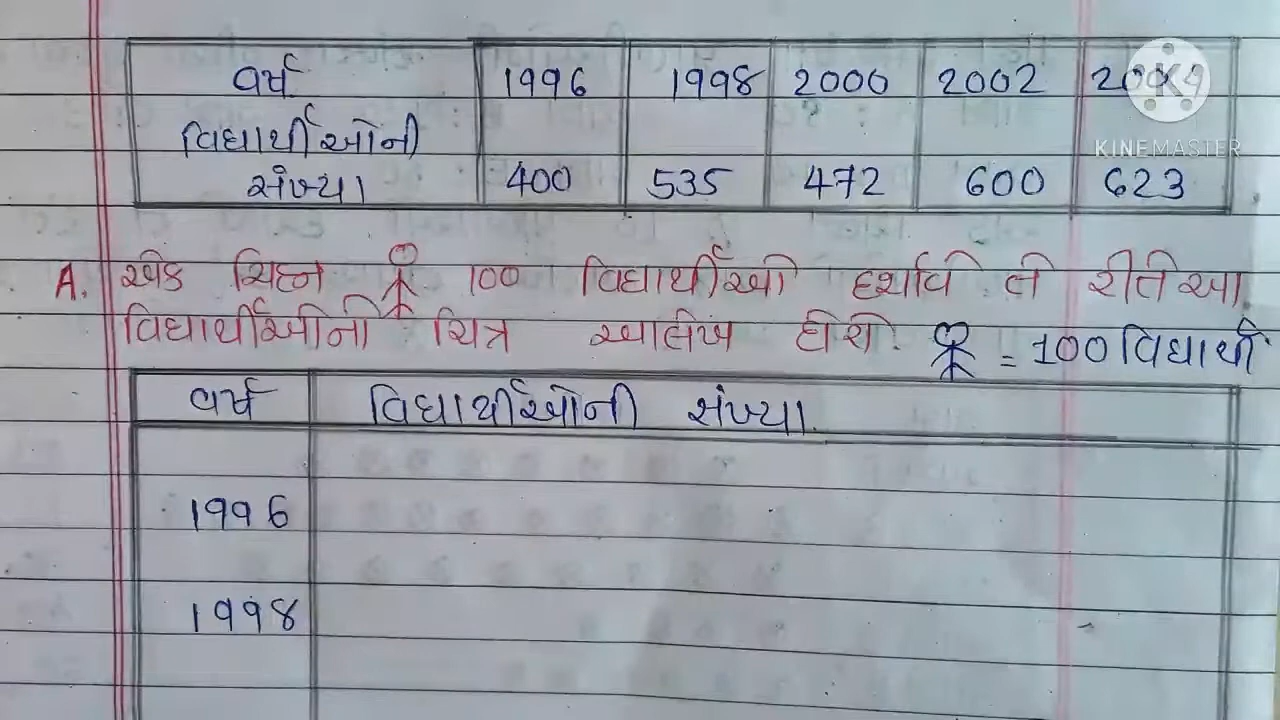 વર્ષ 1996 1998 2000 2002 2004
વિદ્યાર્થીઓની
સંખ્યા 400 535 472 600 623
KINEMASTER
A. એક ચિહ્ન 100 વિદ્યાર્થીઓ દર્શાવે તે રીતે આ
વિદ્યાર્થીઓનો ચિત્ર આલેખ દોરો. = 100 વિદ્યાર્થી
વર્ષ વિદ્યાર્થીઓની સંખ્યા.
1996
1998